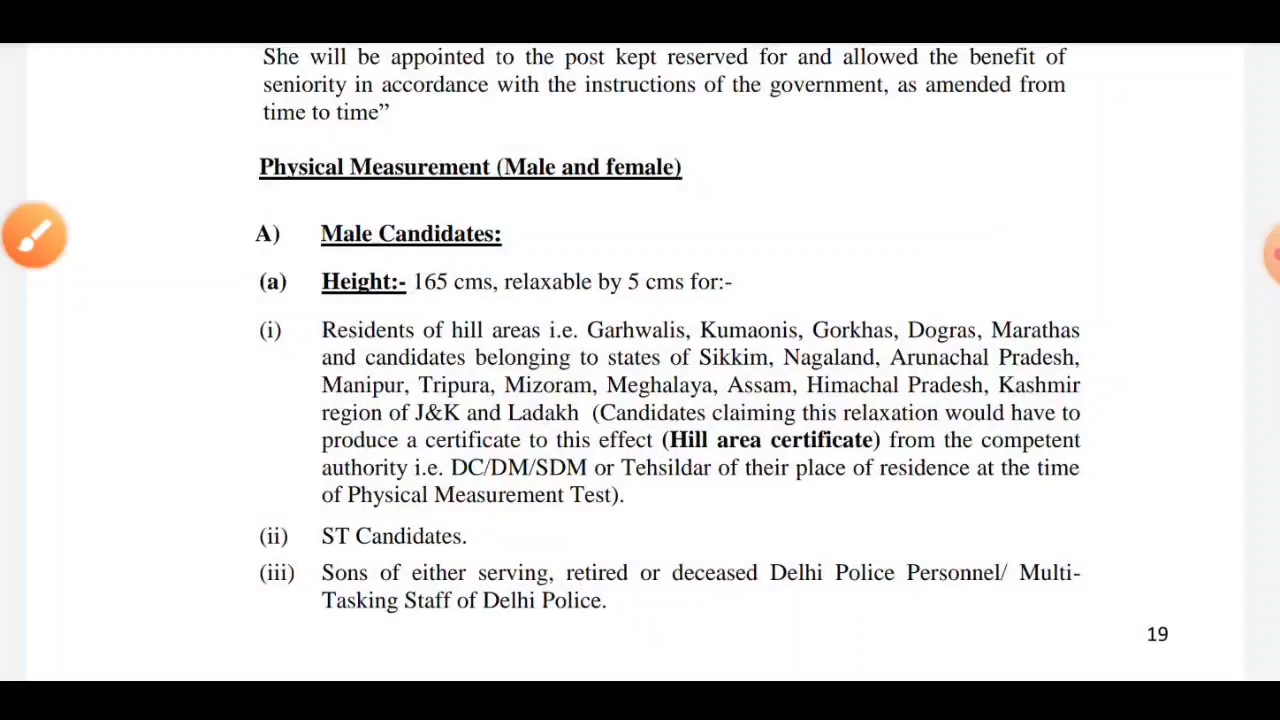 She will be appointed to the post kept reserved for and allowed the benefit of
seniority in accordance with the instructions of the government, as amended from
time to time”
Physical Measurement (Male and female)
A) Male Candidates:
(a) Height:- 165 cms, relaxable by 5 cms for:-
(i) Residents of hill areas i.e. Garhwalis, Kumaonis, Gorkhas, Dogras, Marathas
and candidates belonging to states of Sikkim, Nagaland, Arunachal Pradesh,
Manipur, Tripura, Mizoram, Meghalaya, Assam, Himachal Pradesh, Kashmir
region of J&K and Ladakh (Candidates claiming this relaxation would have to
produce a certificate to this effect (Hill area certificate) from the competent
authority i.e. DC/DM/SDM or Tehsildar of their place of residence at the time
of Physical Measurement Test).
(ii) ST Candidates.
(iii) Sons of either serving, retired or deceased Delhi Police Personnel/ Multi-
Tasking Staff of Delhi Police.
19